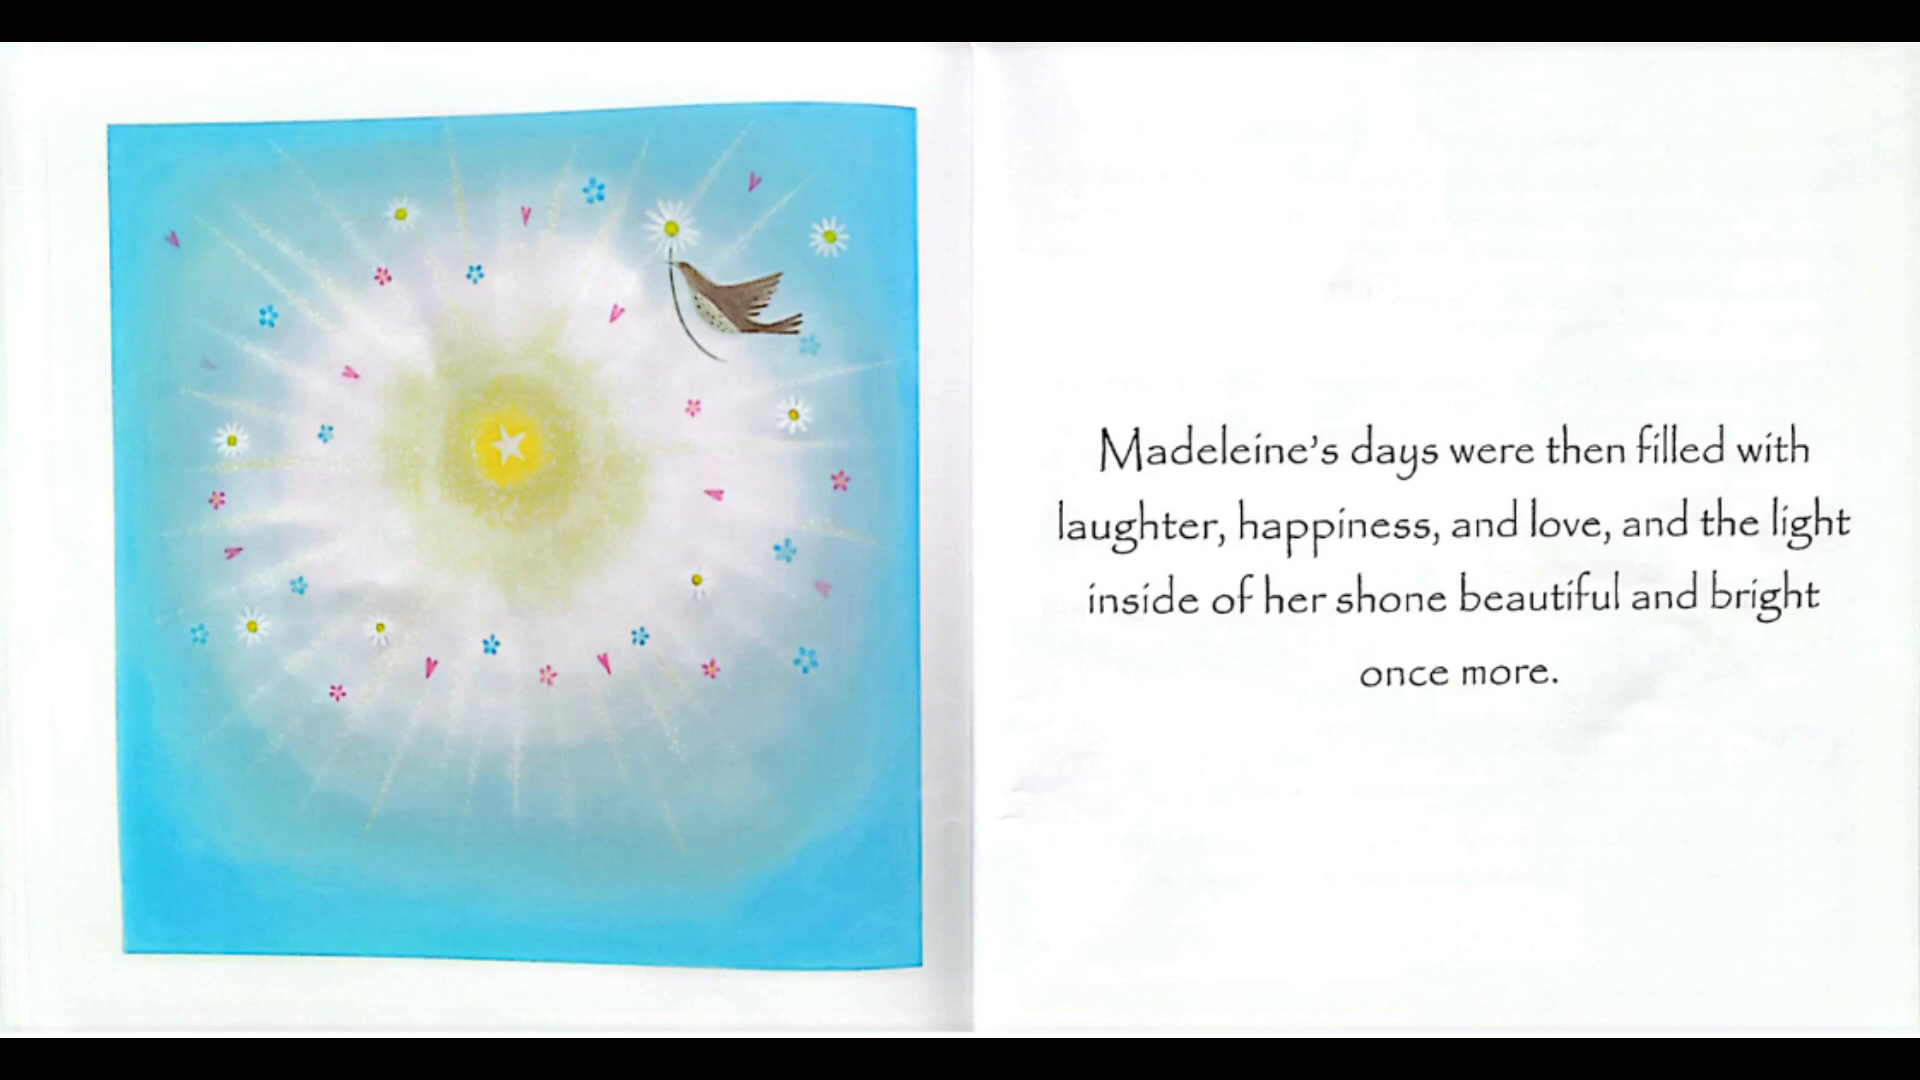 Madeleine's days were then filled with
laughter, happiness, and love, and the light
inside of her shone beautiful and bright
once more.